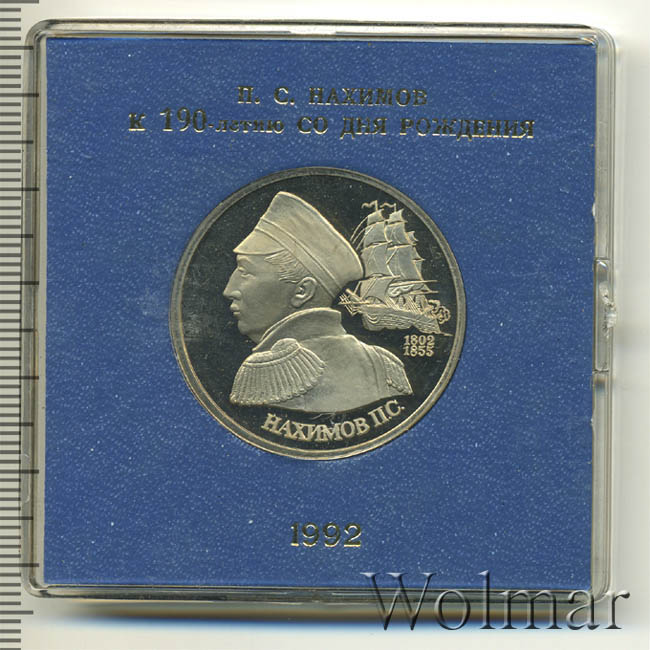 П. С. НАХИМОВ
К 190-летию СО ДНЯ РОЖДЕНИЯ
1802
1855
НАХИМОВ П.С.
1992
Wolmar